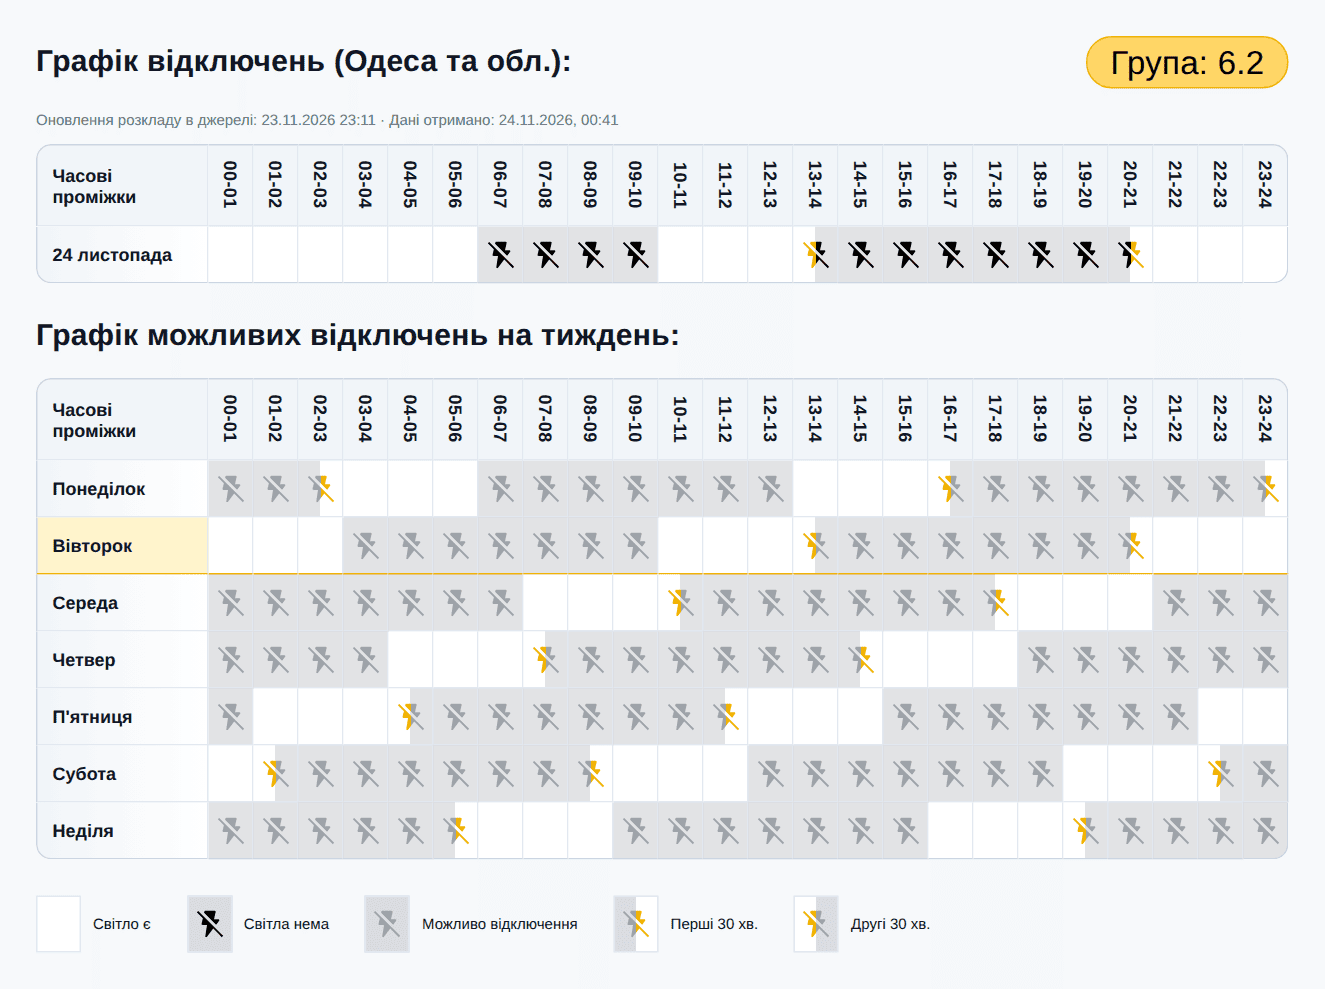 Графік відключень (Одеса та обл.):
Група: 6.2
Оновлення розкладу в джерелі: 23.11.2026 23:11 · Дані отримано: 24.11.2026, 00:41
Часові проміжки 00-01 01-02 02-03 03-04 04-05 05-06 06-07 07-08 08-09 09-10 10-11 11-12 12-13 13-14 14-15 15-16 16-17 17-18 18-19 19-20 20-21 21-22 22-23 23-24
24 листопада
Графік можливих відключень на тиждень:
Часові проміжки 00-01 01-02 02-03 03-04 04-05 05-06 06-07 07-08 08-09 09-10 10-11 11-12 12-13 13-14 14-15 15-16 16-17 17-18 18-19 19-20 20-21 21-22 22-23 23-24
Понеділок
Вівторок
Середа
Четвер
П'ятниця
Субота
Неділя
Світло є
Світла нема
Можливо відключення
Перші 30 хв.
Другі 30 хв.